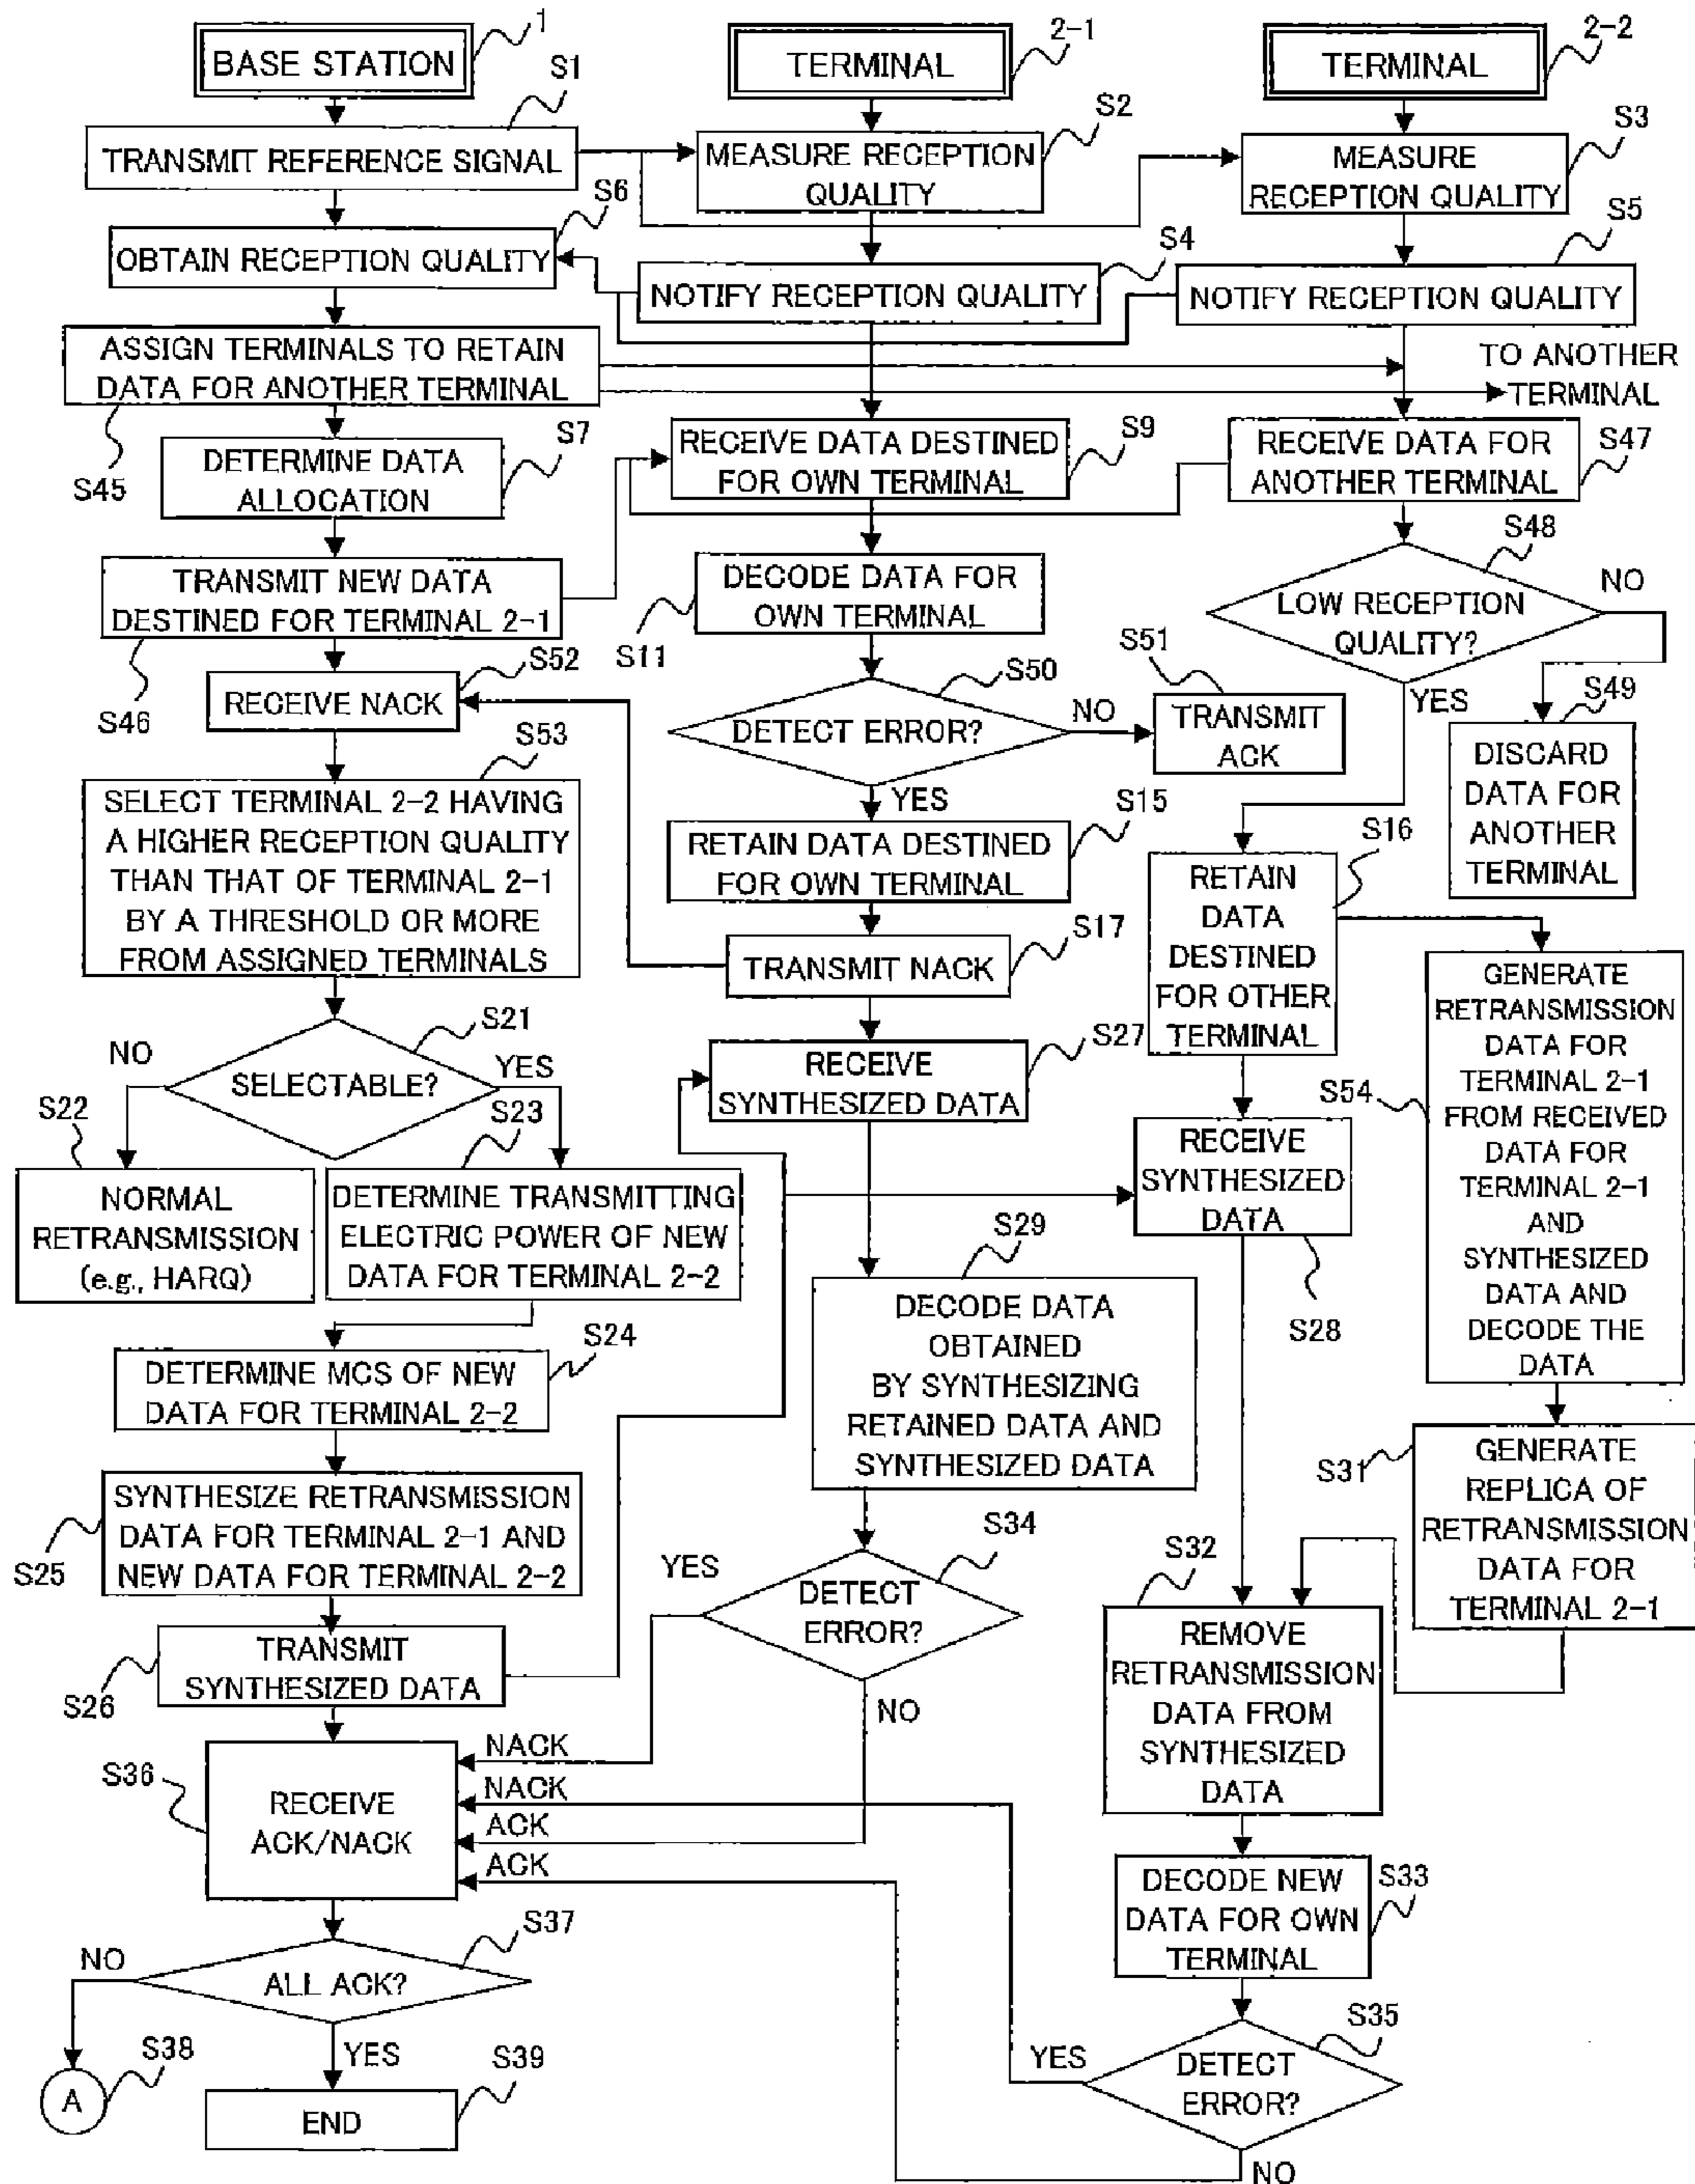 BASE STATION
1
TERMINAL
2-1
TERMINAL
2-2
S1
TRANSMIT REFERENCE SIGNAL
S2
MEASURE RECEPTION
QUALITY
S3
MEASURE
RECEPTION QUALITY
S6
OBTAIN RECEPTION QUALITY
S4
NOTIFY RECEPTION QUALITY
S5
NOTIFY RECEPTION QUALITY
ASSIGN TERMINALS TO RETAIN
DATA FOR ANOTHER TERMINAL
S45
TO ANOTHER
TERMINAL
S7
DETERMINE DATA
ALLOCATION
RECEIVE DATA DESTINED
FOR OWN TERMINAL
S9
RECEIVE DATA FOR
ANOTHER TERMINAL
S47
TRANSMIT NEW DATA
DESTINED FOR TERMINAL 2-1
S46
DECODE DATA FOR
OWN TERMINAL
S11
S48
LOW RECEPTION
QUALITY?
NO
YES
S52
RECEIVE NACK
S50
DETECT ERROR?
NO
YES
S51
TRANSMIT
ACK
S49
DISCARD
DATA FOR
ANOTHER
TERMINAL
S53
SELECT TERMINAL 2-2 HAVING
A HIGHER RECEPTION QUALITY
THAN THAT OF TERMINAL 2-1
BY A THRESHOLD OR MORE
FROM ASSIGNED TERMINALS
S15
RETAIN DATA DESTINED
FOR OWN TERMINAL
S16
RETAIN
DATA
DESTINED
FOR OTHER
TERMINAL
S17
TRANSMIT NACK
S54
GENERATE
RETRANSMISSION
DATA FOR
TERMINAL 2-1
FROM RECEIVED
DATA FOR
TERMINAL 2-1
AND
SYNTHESIZED
DATA AND
DECODE THE
DATA
S21
SELECTABLE?
NO
YES
S27
RECEIVE
SYNTHESIZED DATA
S22
NORMAL
RETRANSMISSION
(e.g., HARQ)
S23
DETERMINE TRANSMITTING
ELECTRIC POWER OF NEW
DATA FOR TERMINAL 2-2
RECEIVE
SYNTHESIZED
DATA
S28
S29
DECODE DATA
OBTAINED
BY SYNTHESIZING
RETAINED DATA AND
SYNTHESIZED DATA
S24
DETERMINE MCS OF NEW
DATA FOR TERMINAL 2-2
S31
GENERATE
REPLICA OF
RETRANSMISSION
DATA FOR
TERMINAL 2-1
SYNTHESIZE RETRANSMISSION
DATA FOR TERMINAL 2-1 AND
NEW DATA FOR TERMINAL 2-2
S25
S34
YES
DETECT
ERROR?
NO
S32
REMOVE
RETRANSMISSION
DATA FROM
SYNTHESIZED
DATA
TRANSMIT
SYNTHESIZED DATA
S26
S36
RECEIVE
ACK/NACK
NACK
NACK
ACK
ACK
DECODE NEW
DATA FOR OWN
TERMINAL
S33
S37
NO
ALL ACK?
YES
S35
YES
DETECT
ERROR?
NO
S38
A
S39
END